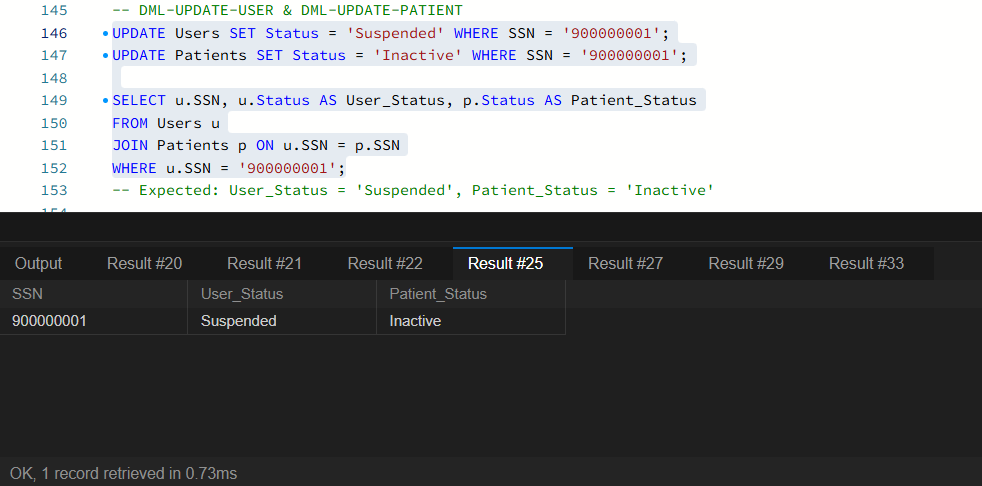 145 -- DML-UPDATE-USER & DML-UPDATE-PATIENT
146 UPDATE Users SET Status = 'Suspended' WHERE SSN = '900000001';
147 UPDATE Patients SET Status = 'Inactive' WHERE SSN = '900000001';
148
149 SELECT u.SSN, u.Status AS User_Status, p.Status AS Patient_Status
150 FROM Users u
151 JOIN Patients p ON u.SSN = p.SSN
152 WHERE u.SSN = '900000001';
153 -- Expected: User_Status = 'Suspended', Patient_Status = 'Inactive'
154
Output Result #20 Result #21 Result #22 Result #25 Result #27 Result #29 Result #33
SSN User_Status Patient_Status
900000001 Suspended Inactive
OK, 1 record retrieved in 0.73ms